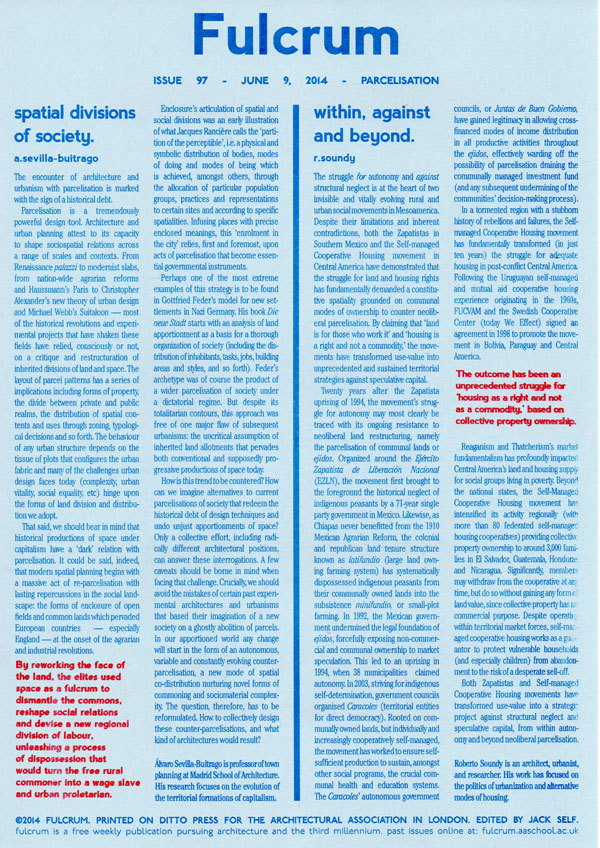 Fulcrum
ISSUE 97 - JUNE 9, 2014 - PARCELISATION
spatial divisions
of society.
a.sevilla-buitrago
The encounter of architecture and
urbanism with parcelisation is marked
with the sign of a historical debt.
Parcelisation is a tremendously
powerful design tool. Architecture and
urban planning attest to its capacity
to shape sociospatial relations across
a range of scales and contexts. From
Renaissance palazzi to modernist slabs,
from nation-wide agrarian reforms
and Haussmann's Paris to Christopher
Alexander's new theory of urban design
and Michael Webb's Suitaloon — most
of the historical revolutions and experi-
mental projects that have shaken these
fields have relied, consciously or not,
on a critique and restructuration of
inherited divisions of land and space. The
layout of parcel patterns has a series of
implications including forms of property,
the divide between private and public
realms, the distribution of spatial con-
tents and uses through zoning, typologi-
cal decisions and so forth. The behaviour
of any urban structure depends on the
tissue of plots that configures the urban
fabric and many of the challenges urban
design faces today (complexity, urban
vitality, social equality, etc) hinge upon
the forms of land division and distribu-
tion we adopt.
That said, we should bear in mind that
historical productions of space under
capitalism have a 'dark' relation with
parcelisation. It could be said, indeed,
that modern spatial planning begins with
a massive act of re-parcelisation with
lasting repercussions in the social land-
scape: the forms of enclosure of open
fields and common lands which pervaded
European countries — especially
England — at the onset of the agrarian
and industrial revolutions.
By reworking the face of
the land, the elites used
space as a fulcrum to
dismantle the commons,
reshape social relations
and devise a new regional
division of labour,
unleashing a process
of dispossession that
would turn the free rural
commoner into a wage slave
and urban proletarian.
Enclosure's articulation of spatial and
social divisions was an early illustration
of what Jacques Rancière calls the 'parti-
tion of the perceptible', i.e. a physical and
symbolic distribution of bodies, modes
of doing and modes of being which
is achieved, amongst others, through
the allocation of particular population
groups, practices and representations
to certain sites and according to specific
spatialities. Infusing places with precise
enclosed meanings, this 'enrolment in
the city' relies, first and foremost, upon
acts of parcelisation that become essen-
tial governmental instruments.
Perhaps one of the most extreme
examples of this strategy is to be found
in Gottfried Feder's model for new set-
tlements in Nazi Germany. His book Die
neue Stadt starts with an analysis of land
apportionment as a basis for a thorough
organization of society (including the dis-
tribution of inhabitants, tasks, jobs, building
areas and styles, and so forth). Feder's
archetype was of course the product of
a wider parcelisation of society under
a dictatorial regime. But despite its
totalitarian contours, this approach was
free of one major flaw of subsequent
urbanisms: the uncritical assumption of
inherited land allotments that pervades
both conventional and supposedly pro-
gressive productions of space today.
How is this trend to be countered? How
can we imagine alternatives to current
parcelisations of society that redeem the
historical debt of design techniques and
undo unjust apportionments of space?
Only a collective effort, including radi-
cally different architectural positions,
can answer these interrogations. A few
caveats should be borne in mind when
facing that challenge. Crucially, we should
avoid the mistakes of certain past experi-
mental architectures and urbanisms
that based their imagination of a new
society on a ghostly abolition of parcels.
In our apportioned world any change
will start in the form of an autonomous,
variable and constantly evolving counter-
parcelisation, a new mode of spatial
co-distribution nurturing novel forms of
commoning and sociomaterial complex-
ity. The question, therefore, has to be
reformulated. How to collectively design
these counter-parcelisations, and what
kind of architectures would result?
Álvaro Sevilla-Buitrago is professor of town
planning at Madrid School of Architecture.
His research focuses on the evolution of
the territorial formations of capitalism.
within, against
and beyond.
r.soundy
The struggle for autonomy and against
structural neglect is at the heart of two
invisible and vitally evolving rural and
urban social movements in Mesoamerica.
Despite their limitations and inherent
contradictions, both the Zapatistas in
Southern Mexico and the Self-managed
Cooperative Housing movement in
Central America have demonstrated that
the struggle for land and housing rights
has fundamentally demanded a constitu-
tive spatiality grounded on communal
modes of ownership to counter neolib-
eral parcelisation. By claiming that 'land
is for those who work it' and 'housing is
a right and not a commodity,' the move-
ments have transformed use-value into
unprecedented and sustained territorial
strategies against speculative capital.
Twenty years after the Zapatista
uprising of 1994, the movement's strug-
gle for autonomy may most clearly be
traced with its ongoing resistance to
neoliberal land restructuring, namely
the parcelisation of communal lands or
ejidos. Organized around the Ejército
Zapatista de Liberación Nacional
(EZLN), the movement first brought to
the foreground the historical neglect of
indigenous peasants by a 71-year single
party government in Mexico. Likewise, as
Chiapas never benefitted from the 1910
Mexican Agrarian Reform, the colonial
and republican land tenure structure
known as latifundio (large land own-
ing farming system) has systematically
dispossessed indigenous peasants from
their communally owned lands into the
subsistence minifundio, or small-plot
farming. In 1992, the Mexican govern-
ment undermined the legal foundation of
ejidos, forcefully exposing non-commer-
cial and communal ownership to market
speculation. This led to an uprising in
1994, when 38 municipalities claimed
autonomy. In 2003, striving for indigenous
self-determination, government councils
organised Caracoles (territorial entities
for direct democracy). Rooted on com-
munally owned lands, but individually and
increasingly cooperatively self-managed,
the movement has worked to ensure self-
sufficient production to sustain, amongst
other social programs, the crucial com-
munal health and education systems.
The Caracoles' autonomous government
councils, or Juntas de Buen Gobierno,
have gained legitimacy in allowing cross-
financed modes of income distribution
in all productive activities throughout
the ejidos, effectively warding off the
possibility of parcelisation draining the
communally managed investment fund
(and any subsequent undermining of the
communities' decision-making process).
In a tormented region with a stubborn
history of rebellions and failures, the Self-
managed Cooperative Housing movement
has fundamentally transformed (in just
ten years) the struggle for adequate
housing in post-conflict Central America.
Following the Uruguayan self-managed
and mutual aid cooperative housing
experience originating in the 1960s,
FUCVAM and the Swedish Cooperative
Center (today We Effect) signed an
agreement in 1998 to promote the move-
ment in Bolivia, Paraguay and Central
America.
The outcome has been an
unprecedented struggle for
'housing as a right and not
as a commodity,' based on
collective property ownership.
Reaganism and Thatcherism's market
fundamentalism has profoundly impacted
Central America's land and housing supply
for social groups living in poverty. Beyond
the national states, the Self-Managed
Cooperative Housing movement has
intensified its activity regionally (with
more than 80 federated self-managed
housing cooperatives) providing collective
property ownership to around 3,000 fami-
lies in El Salvador, Guatemala, Honduras
and Nicaragua. Significantly, members
may withdraw from the cooperative at any
time, but do so without gaining any form of
land value, since collective property has no
commercial purpose. Despite operating
within territorial market forces, self-man-
aged cooperative housing works as a guar-
antor to protect vulnerable households
(and especially children) from abandon-
ment to the risk of a desperate sell-off.
Both Zapatistas and Self-managed
Cooperative Housing movements have
transformed use-value into a strategic
project against structural neglect and
speculative capital, from within auton-
omy and beyond neoliberal parcelisation.
Roberto Soundy is an architect, urbanist,
and researcher. His work has focused on
the politics of urbanization and alternative
modes of housing.
©2014 FULCRUM. PRINTED ON DITTO PRESS FOR THE ARCHITECTURAL ASSOCIATION IN LONDON. EDITED BY JACK SELF.
fulcrum is a free weekly publication pursuing architecture and the third millennium. past issues online at: fulcrum.aaschool.ac.uk